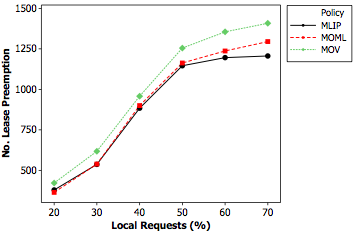 1500
1250
1000
750
500
No. Lease Preemption
20 30 40 50 60 70
Local Requests (%)
Policy
MLIP
MOML
MOV